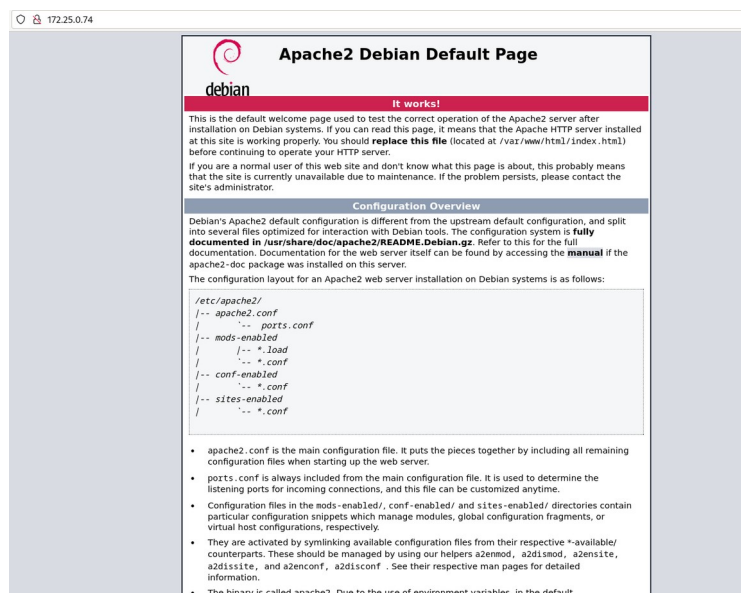 172.25.0.74
Apache2 Debian Default Page
debian
It works!
This is the default welcome page used to test the correct operation of the Apache2 server after
installation on Debian systems. If you can read this page, it means that the Apache HTTP server installed
at this site is working properly. You should replace this file (located at /var/www/html/index.html)
before continuing to operate your HTTP server.
If you are a normal user of this web site and don't know what this page is about, this probably means
that the site is currently unavailable due to maintenance. If the problem persists, please contact the
site's administrator.
Configuration Overview
Debian's Apache2 default configuration is different from the upstream default configuration, and split
into several files optimized for interaction with Debian tools. The configuration system is fully
documented in /usr/share/doc/apache2/README.Debian.gz. Refer to this for the full
documentation. Documentation for the web server itself can be found by accessing the manual if the
apache2-doc package was installed on this server.
The configuration layout for an Apache2 web server installation on Debian systems is as follows:
/etc/apache2/
|-- apache2.conf
|       `--  ports.conf
|-- mods-enabled
|       |-- *.load
|       `-- *.conf
|-- conf-enabled
|       `-- *.conf
|-- sites-enabled
|       `-- *.conf
• apache2.conf is the main configuration file. It puts the pieces together by including all remaining
configuration files when starting up the web server.
• ports.conf is always included from the main configuration file. It is used to determine the
listening ports for incoming connections, and this file can be customized anytime.
• Configuration files in the mods-enabled/, conf-enabled/ and sites-enabled/ directories contain
particular configuration snippets which manage modules, global configuration fragments, or
virtual host configurations, respectively.
• They are activated by symlinking available configuration files from their respective *-available/
counterparts. These should be managed by using our helpers a2enmod, a2dismod, a2ensite,
a2dissite, and a2enconf, a2disconf . See their respective man pages for detailed
information.
• The binary is called apache2. Due to the use of environment variables, in the default